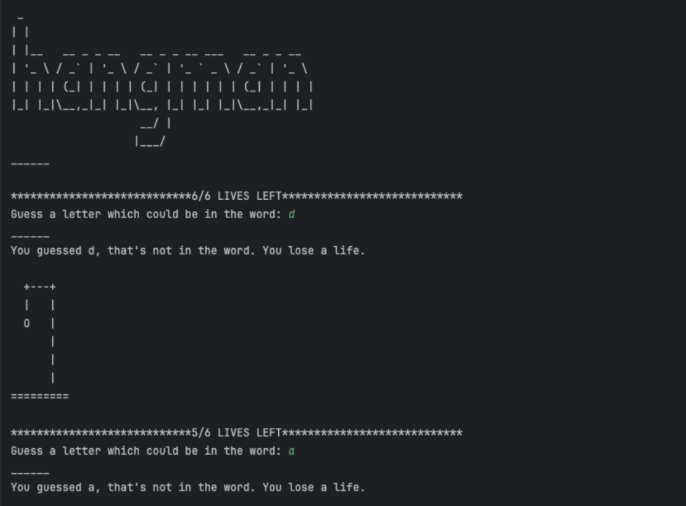 _
| |
| |__   __ _ _ __   __ _ _ __ ___   __ _ _ __
| '_ \ / _` | '_ \ / _` | '_ ` _ \ / _` | '_ \
| | | | (_| | | | | (_| | | | | | | (_| | | | |
|_| |_|\__,_|_| |_|\__, |_| |_| |_|\__,_|_| |_|
                    __/ |
                   |___/
______
****************************6/6 LIVES LEFT****************************
Guess a letter which could be in the word: d
______
You guessed d, that's not in the word. You lose a life.
  +---+
  |   |
  O   |
      |
      |
      |
=========
****************************5/6 LIVES LEFT****************************
Guess a letter which could be in the word: a
______
You guessed a, that's not in the word. You lose a life.